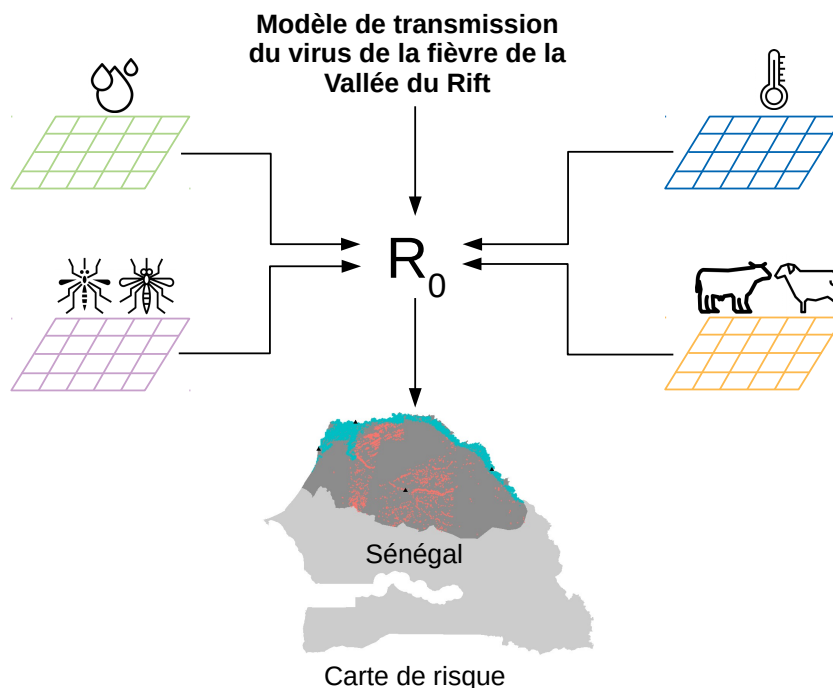 Modèle de transmission
du virus de la fièvre de la
Vallée du Rift
R0
Sénégal
Carte de risque